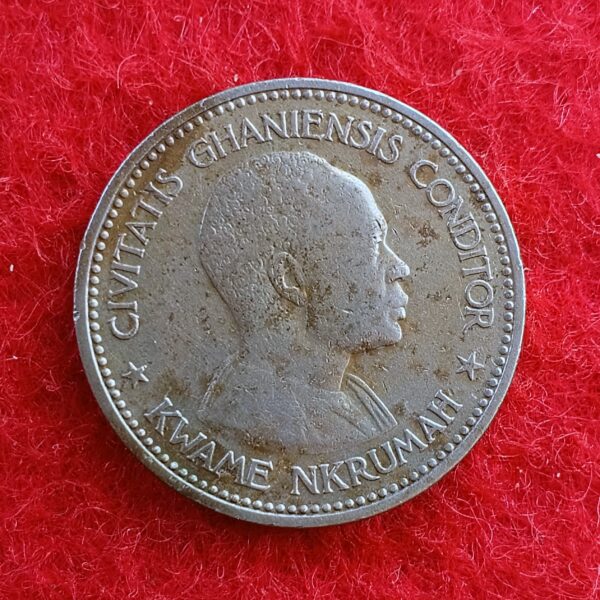 CIVITATIS GHANIENSIS CONDITOR
KWAME NKRUMAH